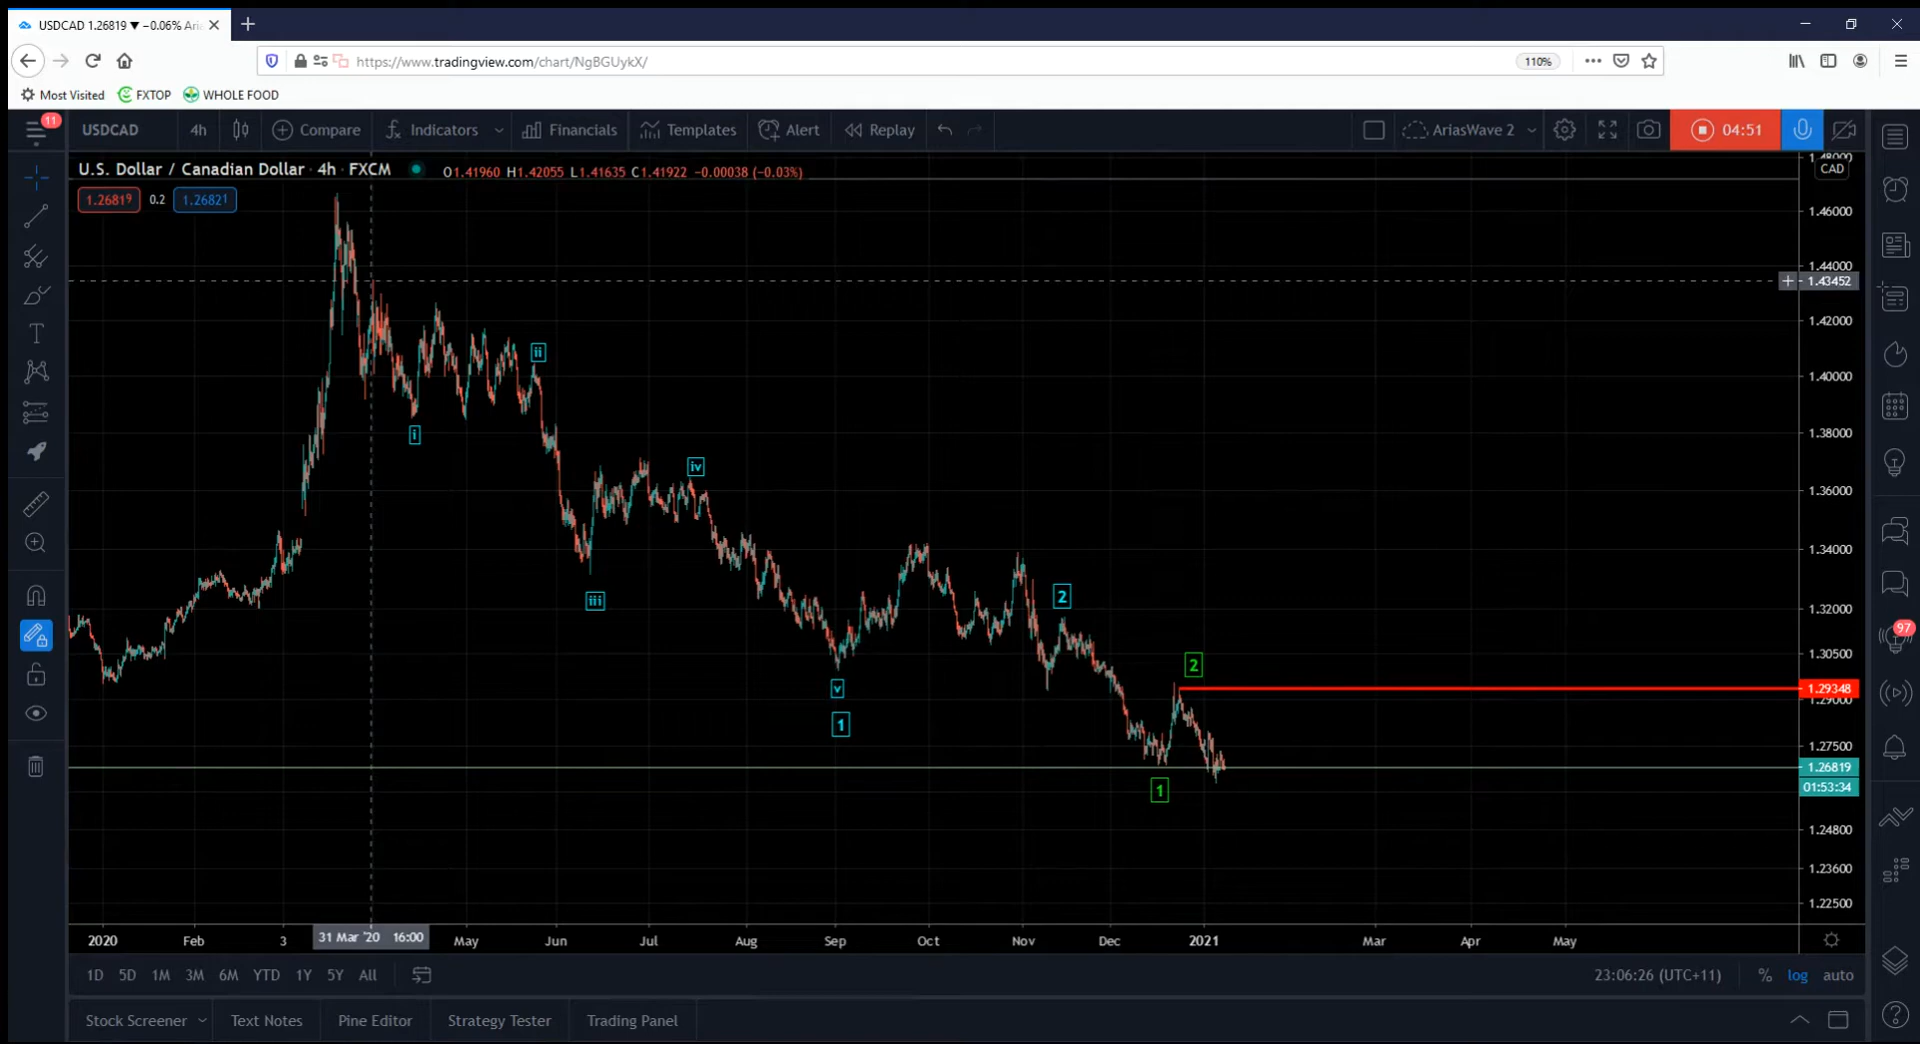 USDCAD 1.26819 ▼ −0.06% Aria
https://www.tradingview.com/chart/NgBGUykX/
110%
Most Visited
FXTOP
WHOLE FOOD
11
USDCAD
4h
Compare
Indicators
Financials
Templates
Alert
Replay
AriasWave 2
04:51
U.S. Dollar / Canadian Dollar · 4h · FXCM
O1.41960 H1.42055 L1.41635 C1.41922 −0.00038 (−0.03%)
1.26819
0.2
1.26821
1.48000
CAD
1.46000
1.44000
1.43452
1.42000
1.40000
1.38000
1.36000
1.34000
1.32000
1.30500
1.29348
1.29000
1.27500
1.26819
01:53:34
1.24800
1.23600
1.22500
i
ii
iii
iv
v
1
2
1
2
97
2020
Feb
3
31 Mar '20 16:00
May
Jun
Jul
Aug
Sep
Oct
Nov
Dec
2021
Mar
Apr
May
1D
5D
1M
3M
6M
YTD
1Y
5Y
All
23:06:26 (UTC+11)
%
log
auto
Stock Screener
Text Notes
Pine Editor
Strategy Tester
Trading Panel